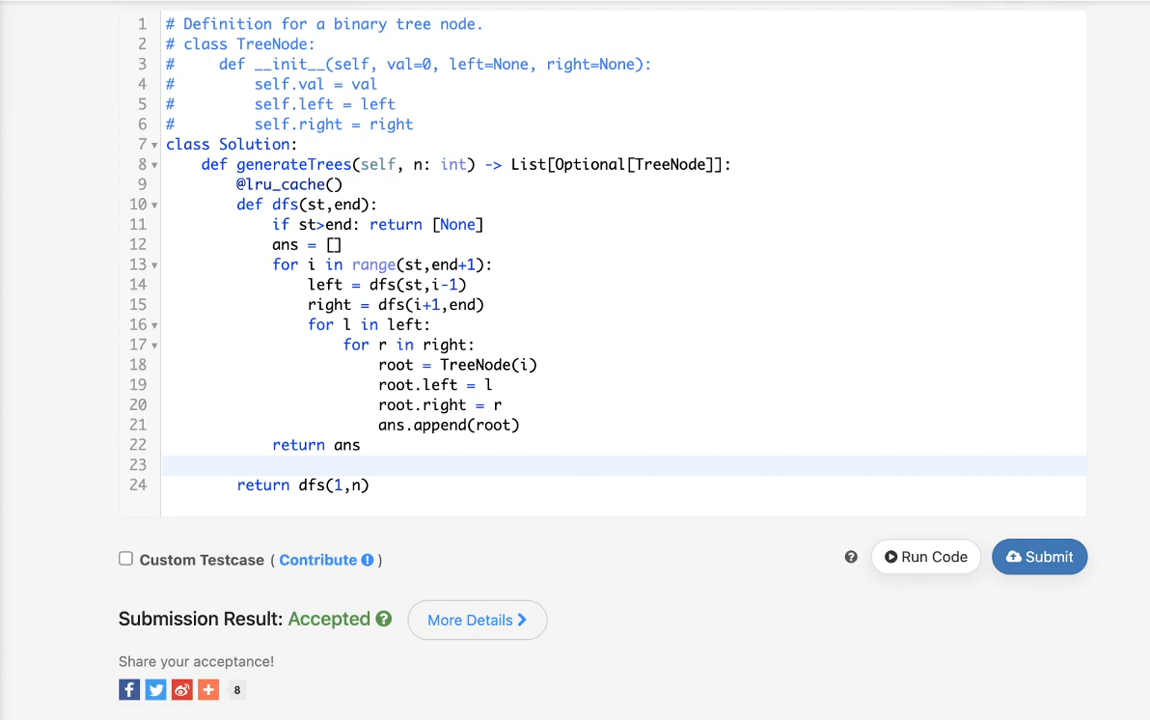 1 # Definition for a binary tree node.
2 # class TreeNode:
3 #     def __init__(self, val=0, left=None, right=None):
4 #         self.val = val
5 #         self.left = left
6 #         self.right = right
7 class Solution:
8     def generateTrees(self, n: int) -> List[Optional[TreeNode]]:
9         @lru_cache()
10         def dfs(st,end):
11             if st>end: return [None]
12             ans = []
13             for i in range(st,end+1):
14                 left = dfs(st,i-1)
15                 right = dfs(i+1,end)
16                 for l in left:
17                     for r in right:
18                         root = TreeNode(i)
19                         root.left = l
20                         root.right = r
21                         ans.append(root)
22             return ans
23
24         return dfs(1,n)
Custom Testcase ( Contribute ! ) ? Run Code Submit
Submission Result: Accepted ? More Details
Share your acceptance!
f + 8